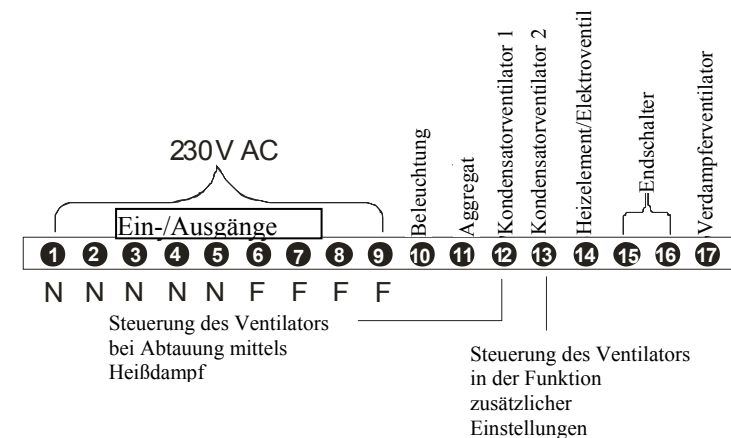 230V AC
Ein-/Ausgänge
Beleuchtung
Aggregat
Kondensatorventilator 1
Kondensatorventilator 2
Heizelement/Elektroventil
Endschalter
Verdampferventilator
1 2 3 4 5 6 7 8 9 10 11 12 13 14 15 16 17
N N N N N F F F F
Steuerung des Ventilators
bei Abtauung mittels
Heißdampf
Steuerung des Ventilators
in der Funktion
zusätzlicher
Einstellungen